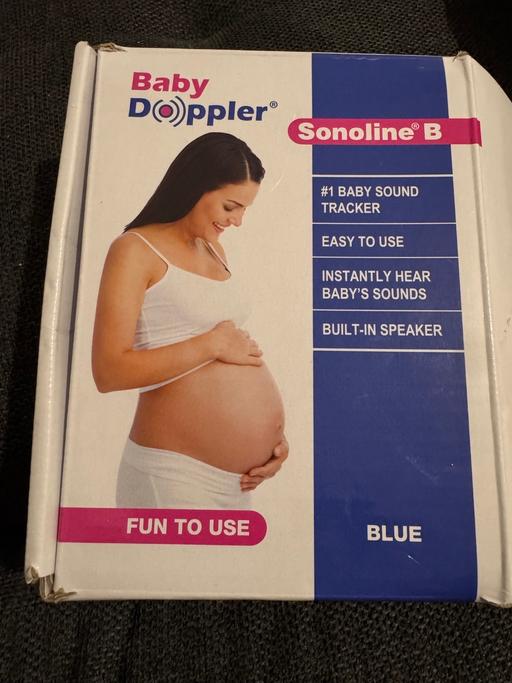 Baby
Doppler®
Sonoline® B
#1 BABY SOUND
TRACKER
EASY TO USE
INSTANTLY HEAR
BABY'S SOUNDS
BUILT-IN SPEAKER
FUN TO USE
BLUE